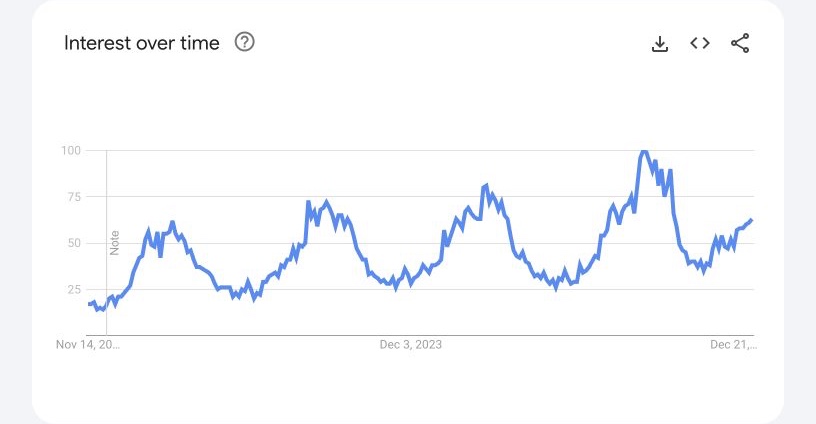 Interest over time
100
75
50
25
Note
Nov 14, 20...
Dec 3, 2023
Dec 21,...